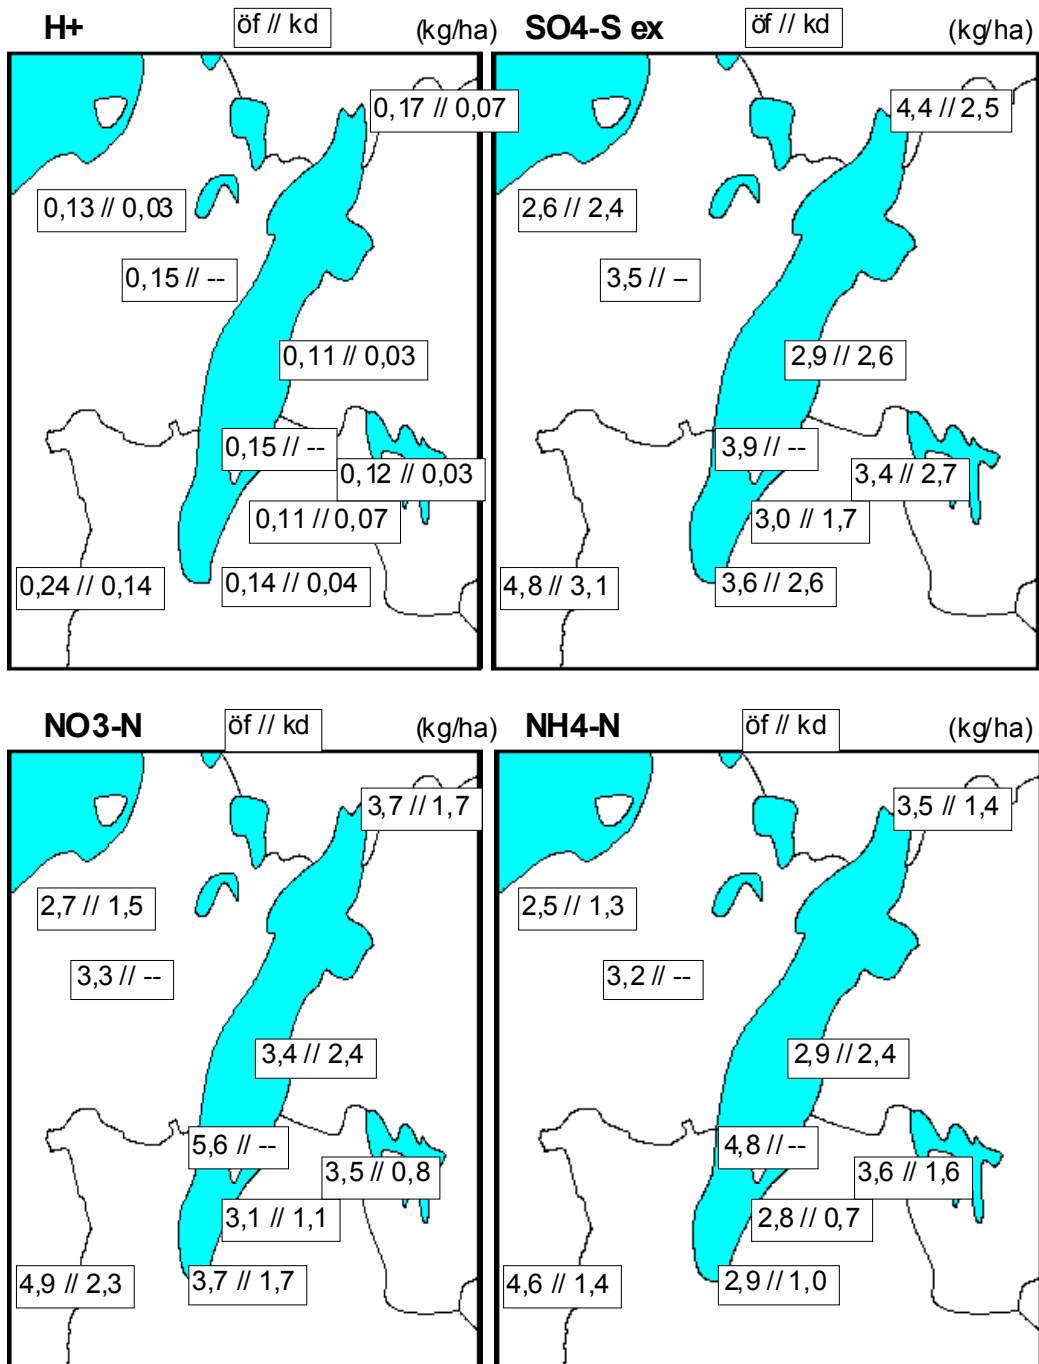 H+ öf // kd (kg/ha) SO4-S ex öf // kd (kg/ha)
0,17 // 0,07
0,13 // 0,03
0,15 // --
0,11 // 0,03
0,15 // --
0,12 // 0,03
0,11 // 0,07
0,24 // 0,14
0,14 // 0,04
4,4 // 2,5
2,6 // 2,4
3,5 // –
2,9 // 2,6
3,9 // --
3,4 // 2,7
3,0 // 1,7
4,8 // 3,1
3,6 // 2,6
NO3-N öf // kd (kg/ha) NH4-N öf // kd (kg/ha)
3,7 // 1,7
2,7 // 1,5
3,3 // --
3,4 // 2,4
5,6 // --
3,5 // 0,8
3,1 // 1,1
4,9 // 2,3
3,7 // 1,7
3,5 // 1,4
2,5 // 1,3
3,2 // --
2,9 // 2,4
4,8 // --
3,6 // 1,6
2,8 // 0,7
4,6 // 1,4
2,9 // 1,0